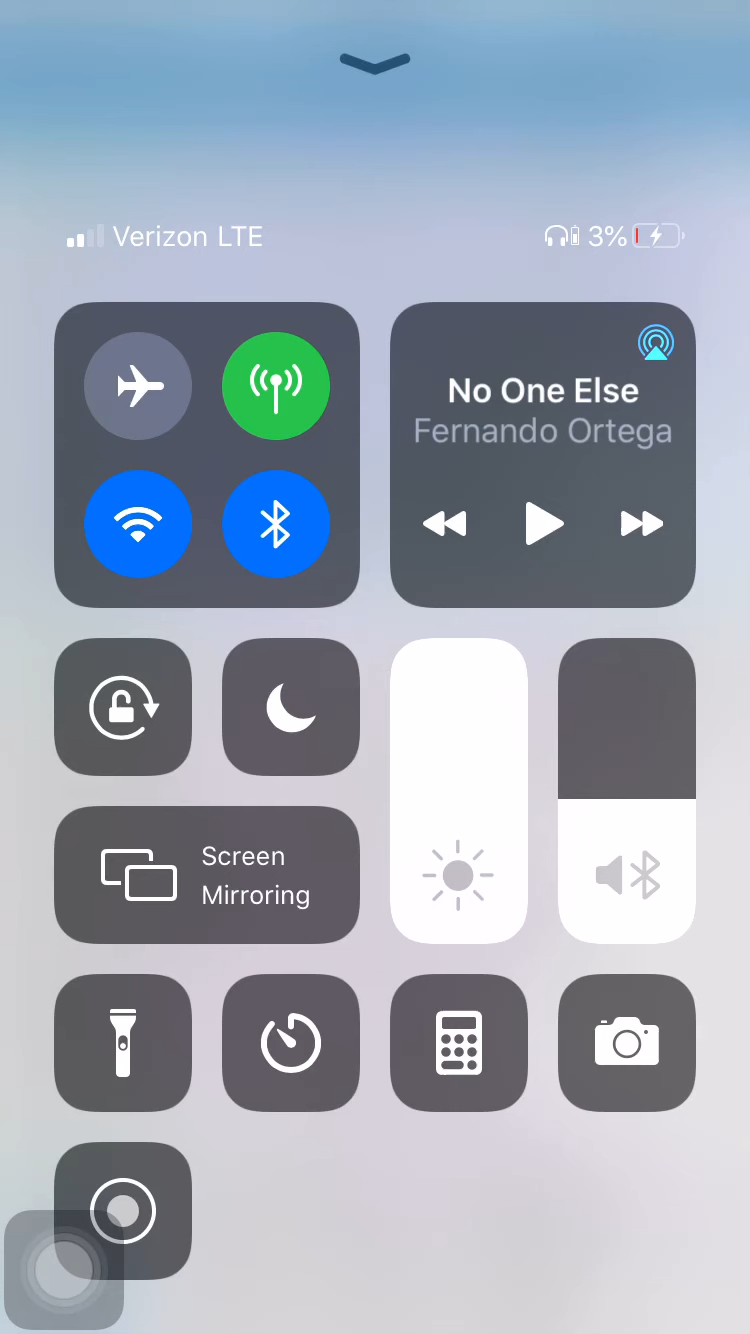 Verizon LTE
3%
No One Else
Fernando Ortega
Screen
Mirroring